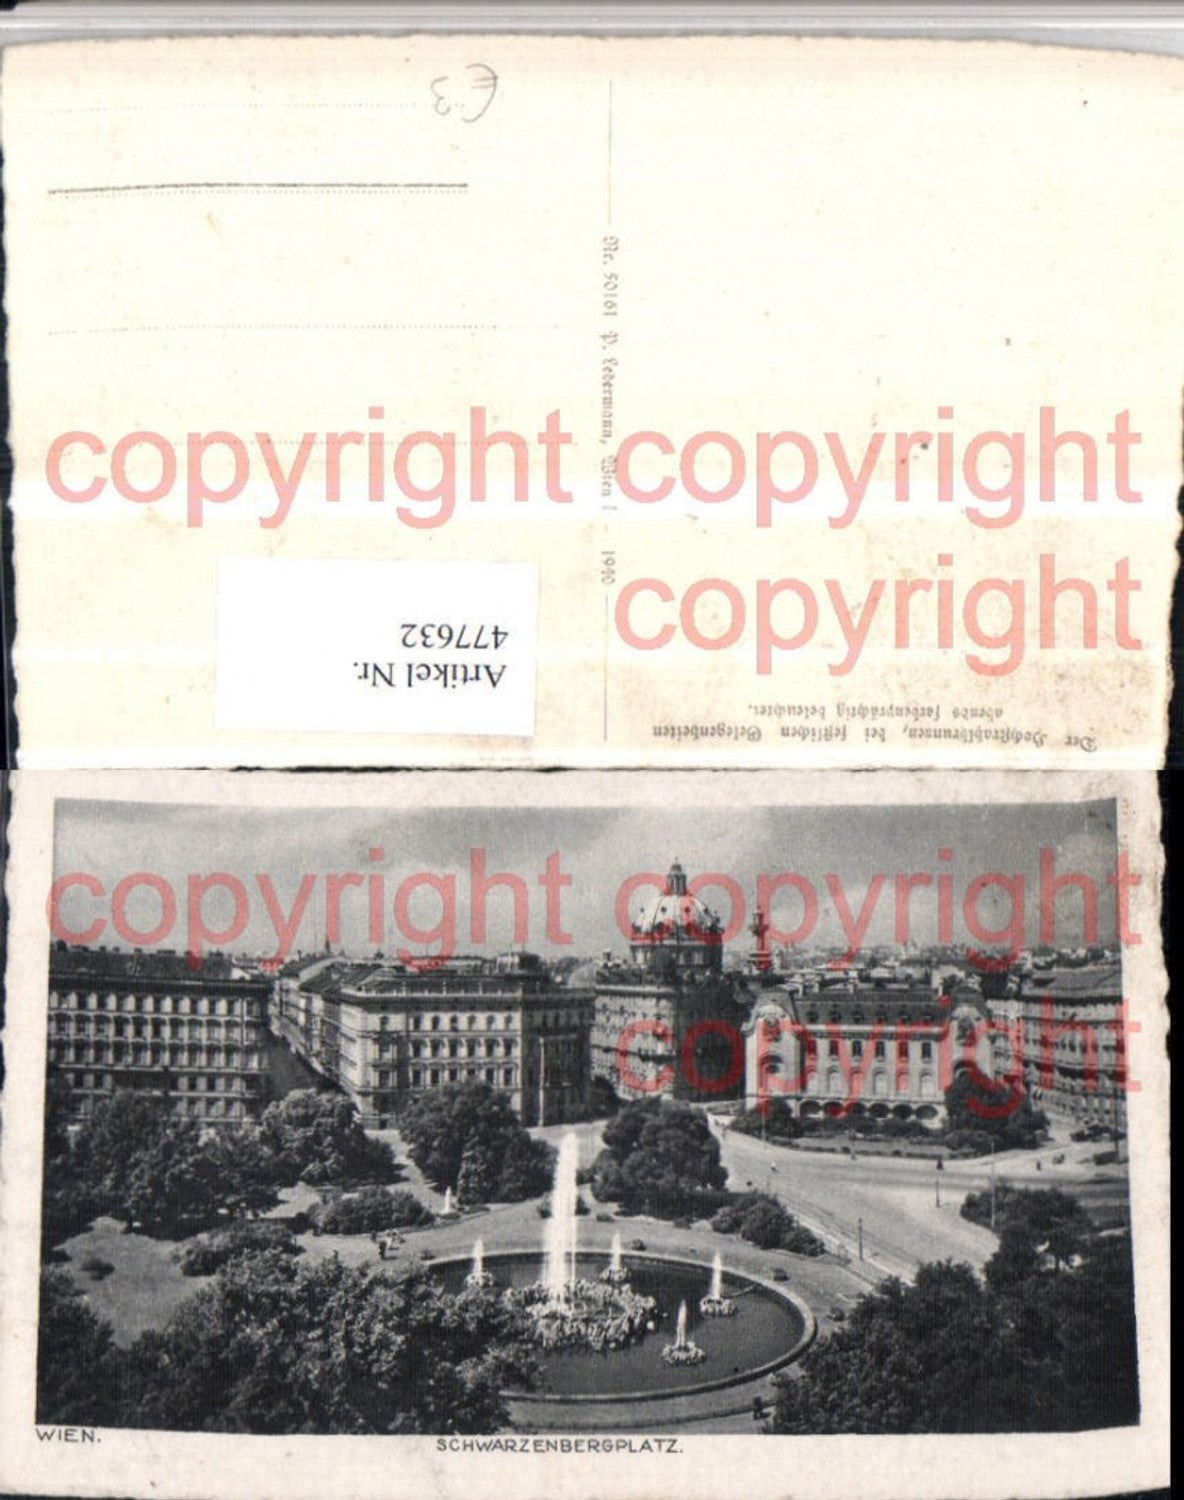 €3
Nr. 50161 P. Ledermann, Wien I - 1940
copyright copyright
copyright
Artikel Nr.
477632
Der Hochstrahlbrunnen, bei festlichen Gelegenheiten
abends farbenprächtig beleuchtet.
copyright copyright
copyright
WIEN.
SCHWARZENBERGPLATZ.